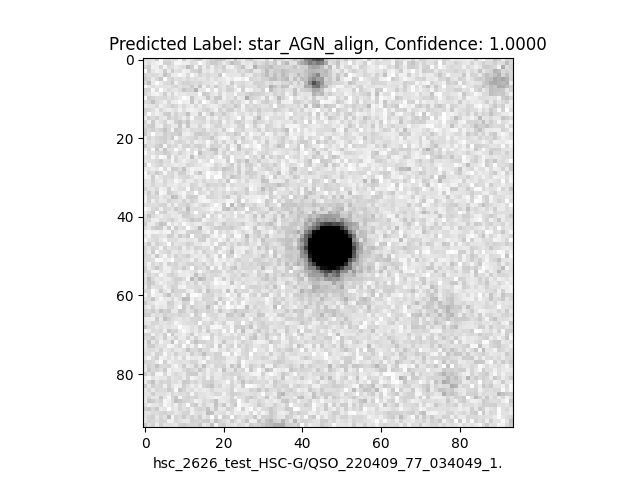 Predicted Label: star_AGN_align, Confidence: 1.0000
0
20
40
60
80
0 20 40 60 80
hsc_2626_test_HSC-G/QSO_220409_77_034049_1.